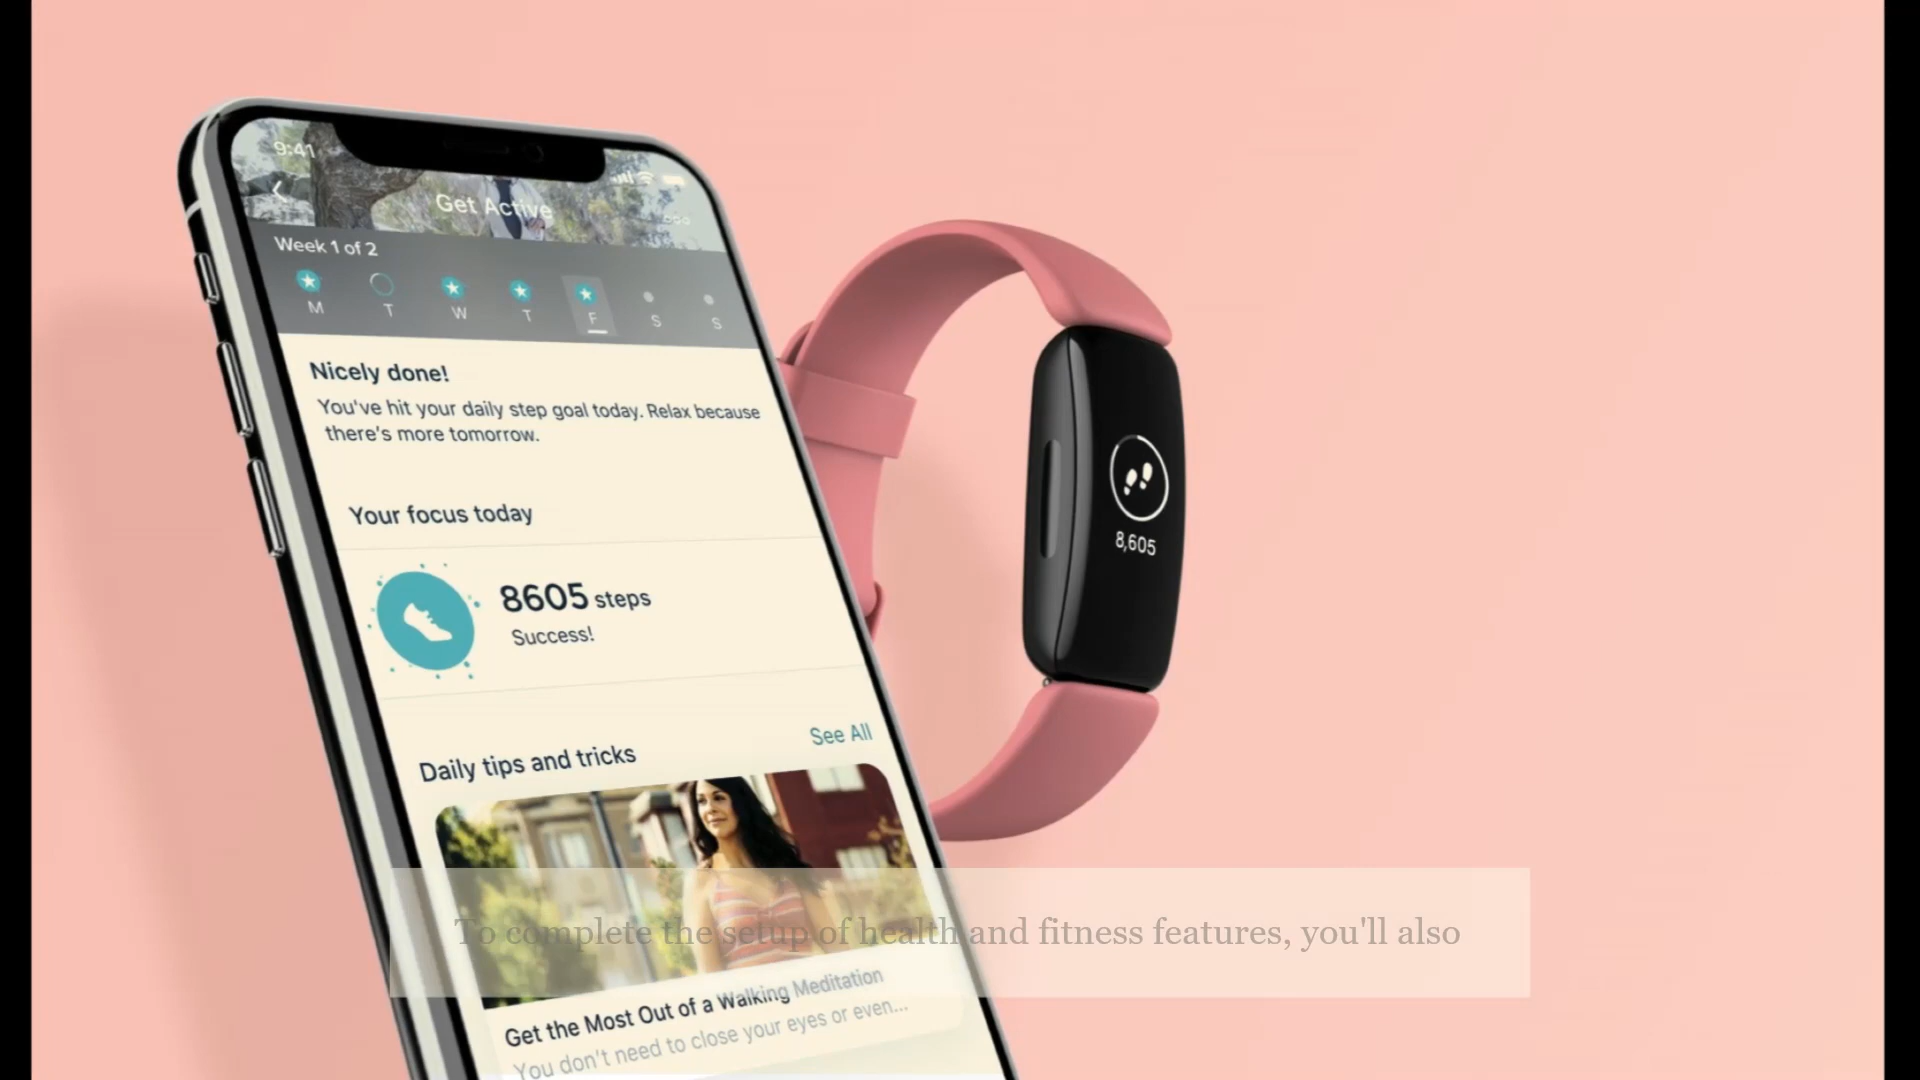 9:41
Get Active
Week 1 of 2
M T W T F S S
Nicely done!
You've hit your daily step goal today. Relax because
there's more tomorrow.
Your focus today
8605 steps
Success!
Daily tips and tricks
See All
Get the Most Out of a Walking Meditation
You don't need to close your eyes or even...
8,605
To complete the setup of health and fitness features, you'll also